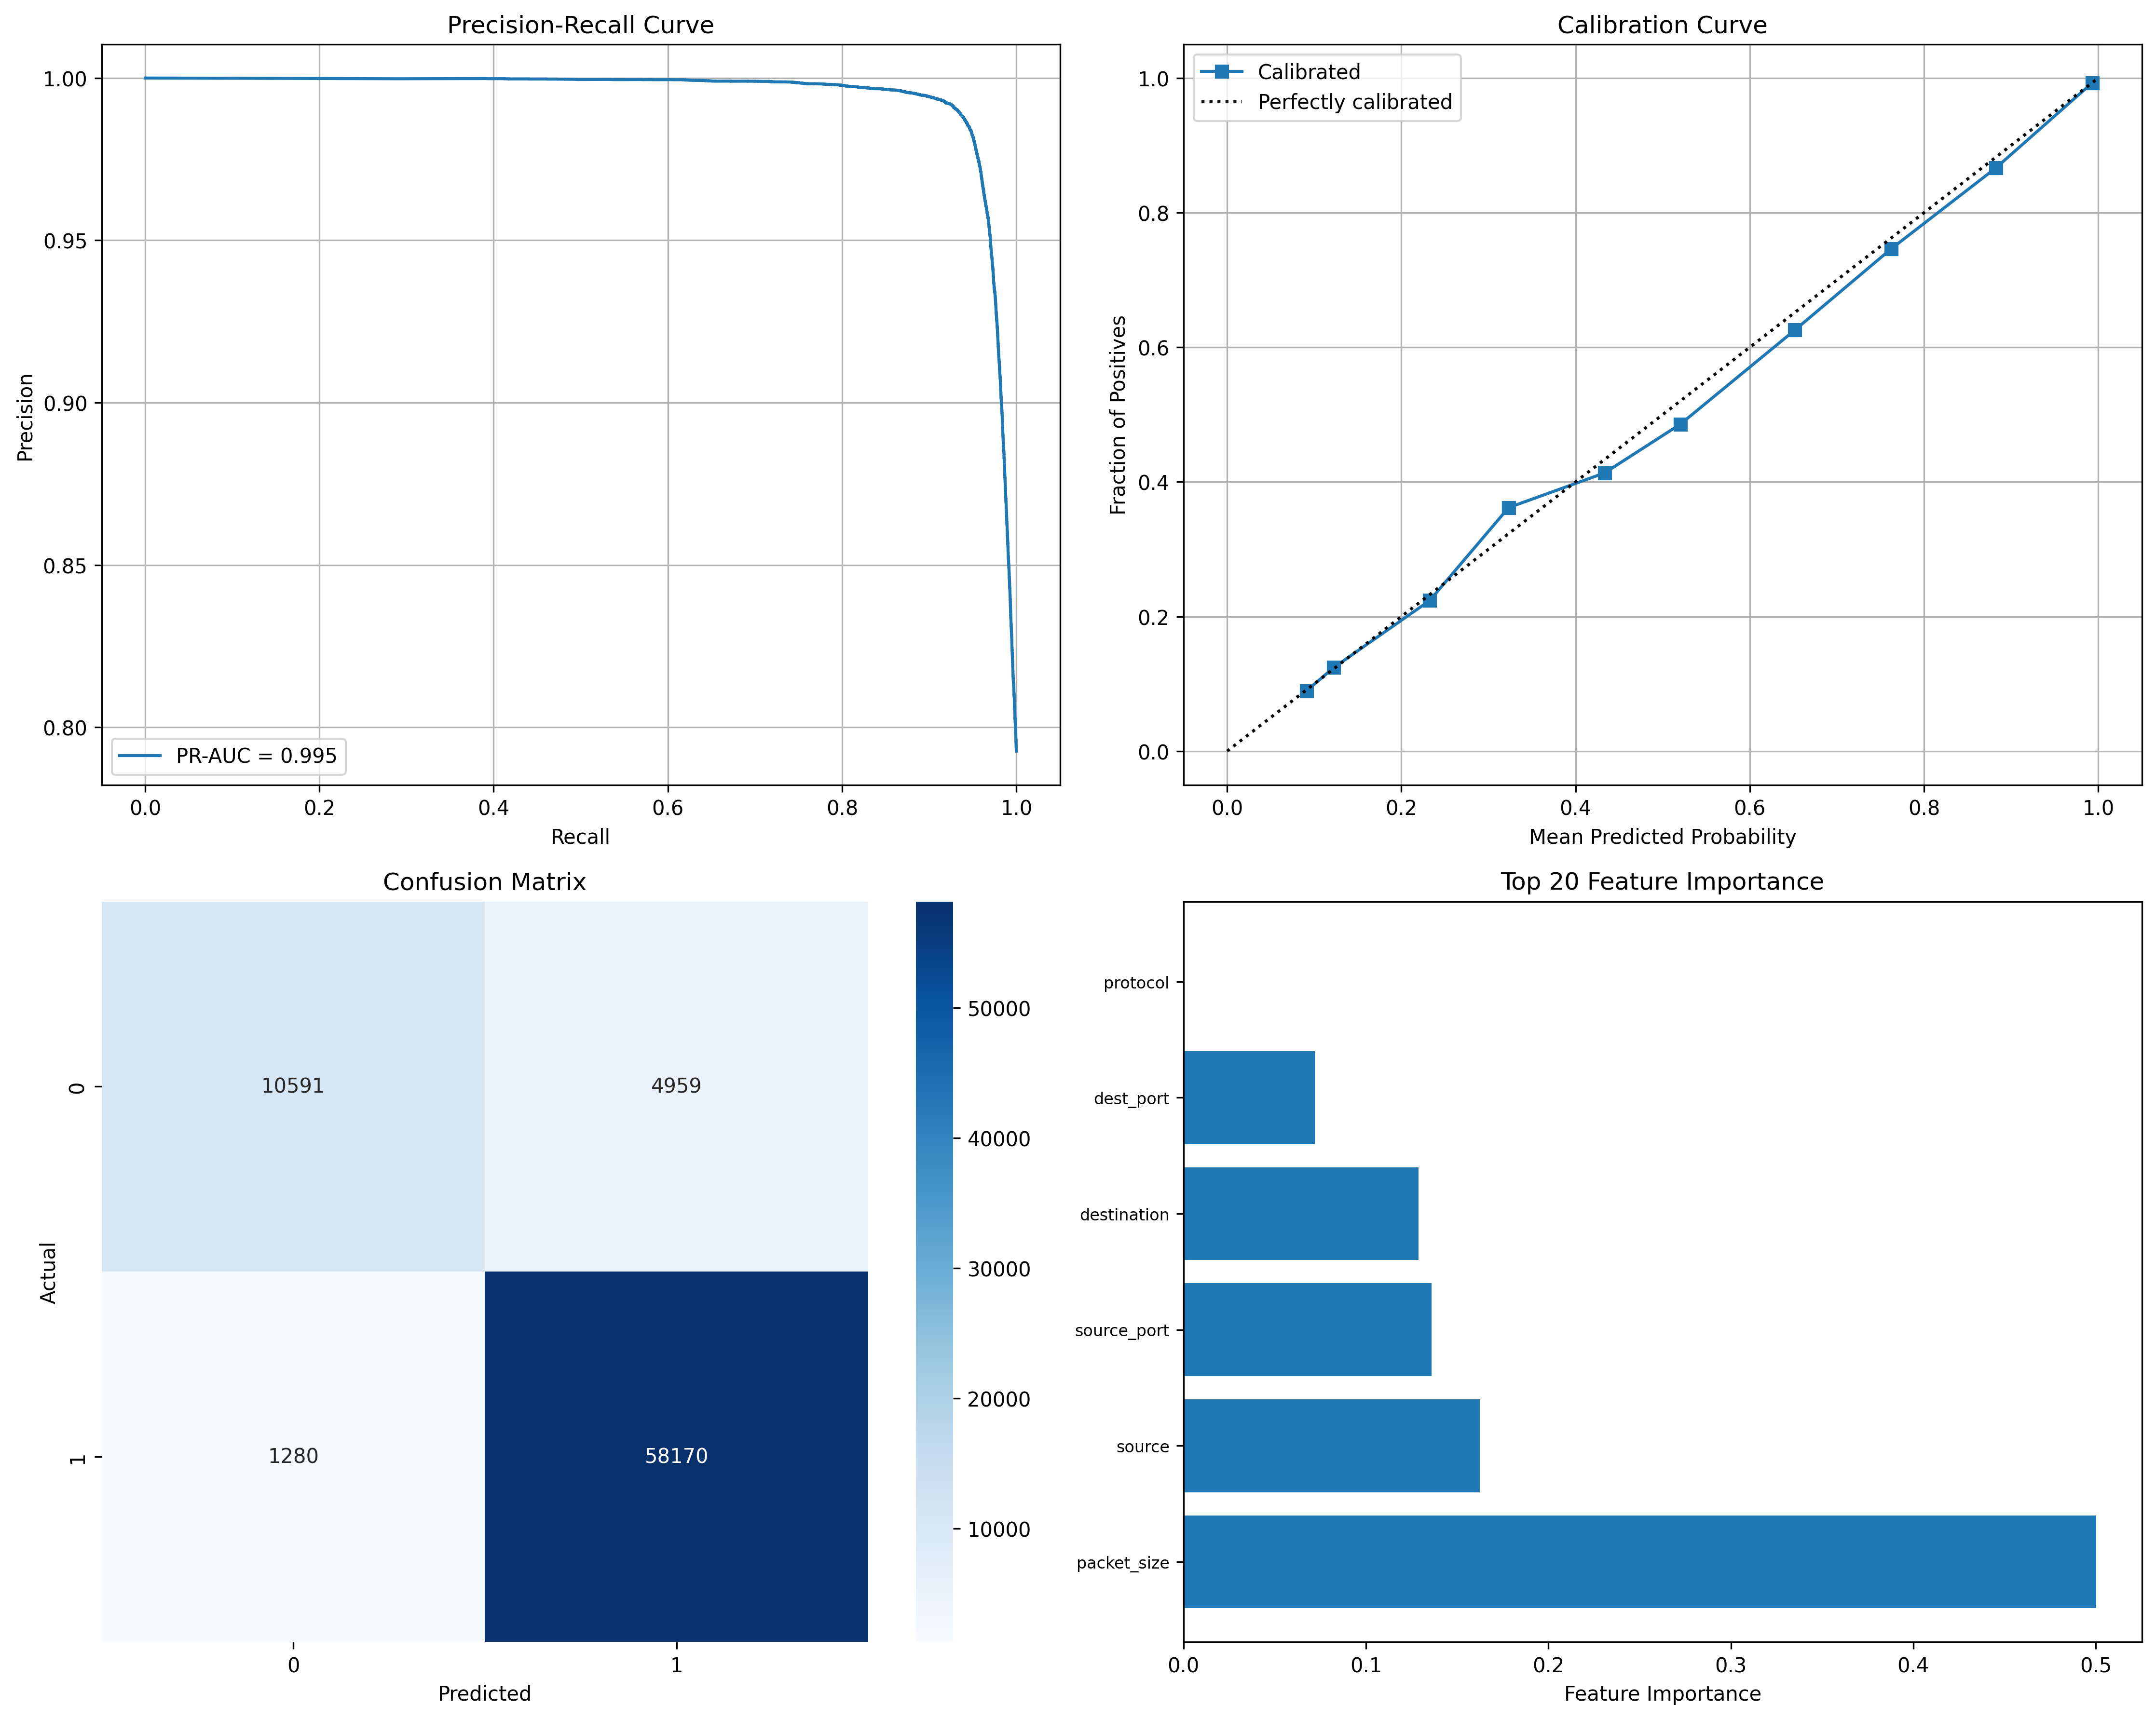 Precision-Recall Curve
1.00
0.95
0.90
0.85
0.80
Precision
PR-AUC = 0.995
0.0 0.2 0.4 0.6 0.8 1.0
Recall
Calibration Curve
Calibrated
Perfectly calibrated
1.0
0.8
0.6
0.4
0.2
0.0
Fraction of Positives
0.0 0.2 0.4 0.6 0.8 1.0
Mean Predicted Probability
Confusion Matrix
10591 4959
1280 58170
0
1
Actual
0 1
Predicted
50000
40000
30000
20000
10000
Top 20 Feature Importance
protocol
dest_port
destination
source_port
source
packet_size
0.0 0.1 0.2 0.3 0.4 0.5
Feature Importance